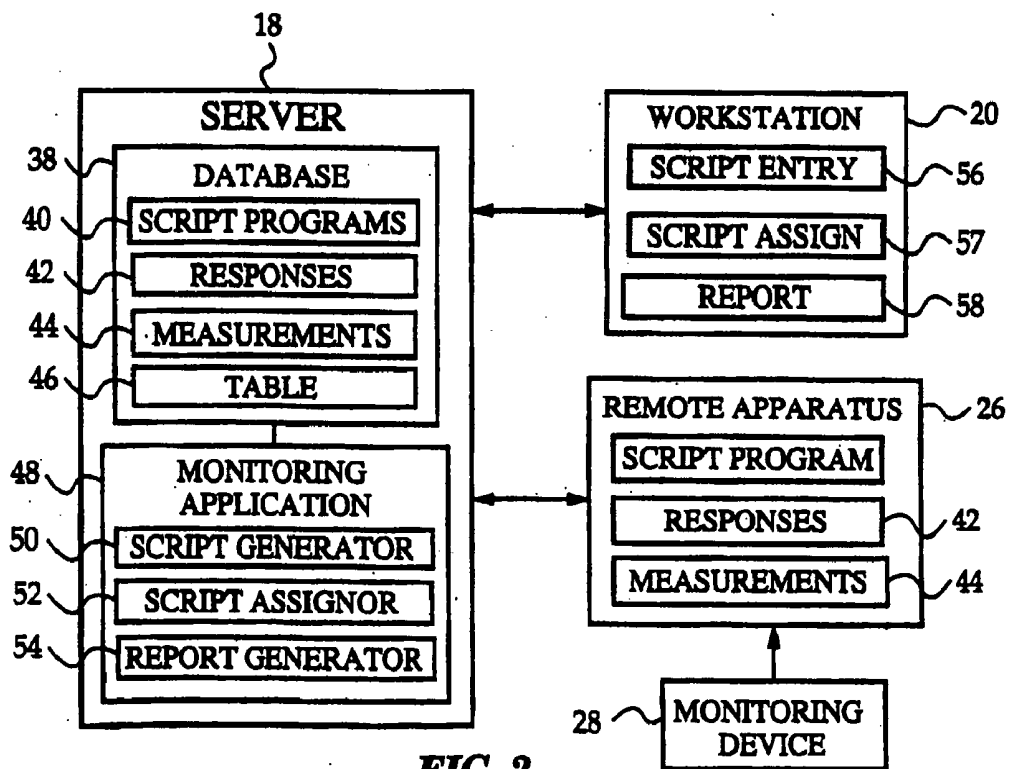 18
SERVER
38
DATABASE
40
SCRIPT PROGRAMS
42
RESPONSES
44
MEASUREMENTS
46
TABLE
48
MONITORING
APPLICATION
50
SCRIPT GENERATOR
52
SCRIPT ASSIGNOR
54
REPORT GENERATOR
WORKSTATION
20
SCRIPT ENTRY
56
SCRIPT ASSIGN
57
REPORT
58
REMOTE APPARATUS
26
SCRIPT PROGRAM
RESPONSES
42
MEASUREMENTS
44
28
MONITORING
DEVICE